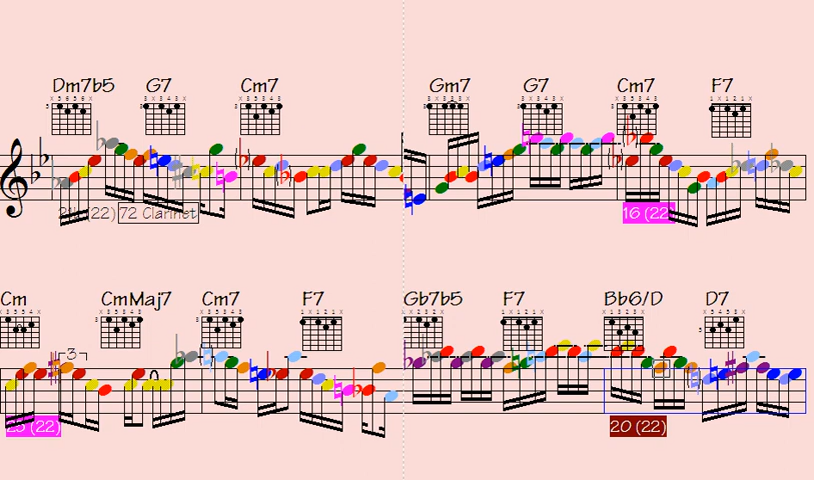 Dm7b5 G7 Cm7 Gm7 G7 Cm7 F7
(22) 72 Clarinet 16 (22)
Cm CmMaj7 Cm7 F7 Gb7b5 F7 Bb6/D D7
3
(22) 20 (22)